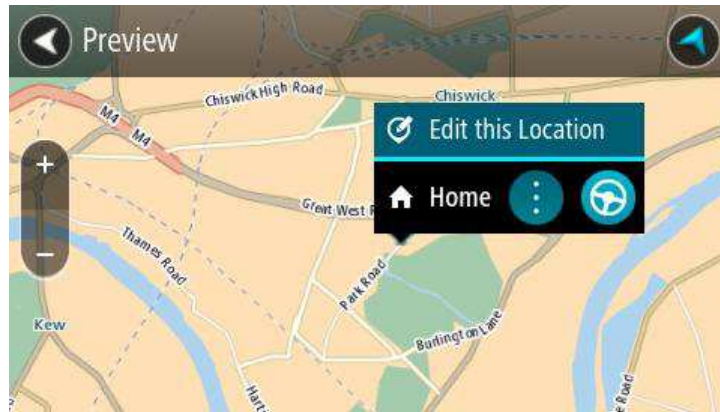 Preview
Chiswick High Road
Chiswick
M4
M4
Edit this Location
Home
Great West
Thames
Road
Park Road
Kew
Burlington Lane
Road